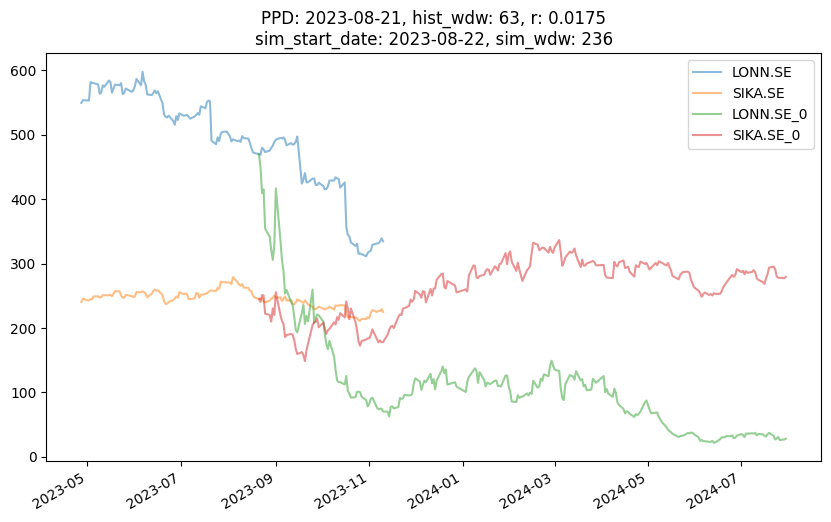 PPD: 2023-08-21, hist_wdw: 63, r: 0.0175
sim_start_date: 2023-08-22, sim_wdw: 236
LONN.SE
SIKA.SE
LONN.SE_0
SIKA.SE_0
600
500
400
300
200
100
0
2023-05
2023-07
2023-09
2023-11
2024-01
2024-03
2024-05
2024-07